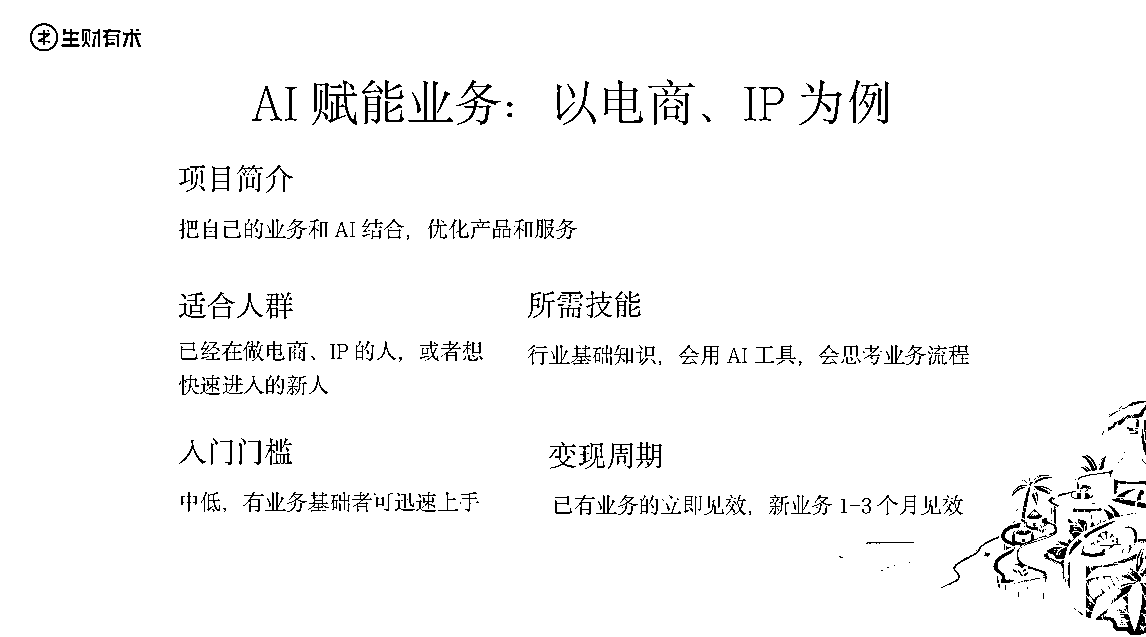 生财有术
AI 赋能业务：以电商、IP 为例
项目简介
把自己的业务和 AI 结合，优化产品和服务
适合人群
已经在做电商、IP 的人，或者想
快速进入的新人
所需技能
行业基础知识，会用 AI 工具，会思考业务流程
入门门槛
中低，有业务基础者可迅速上手
变现周期
已有业务的立即见效，新业务 1-3 个月见效